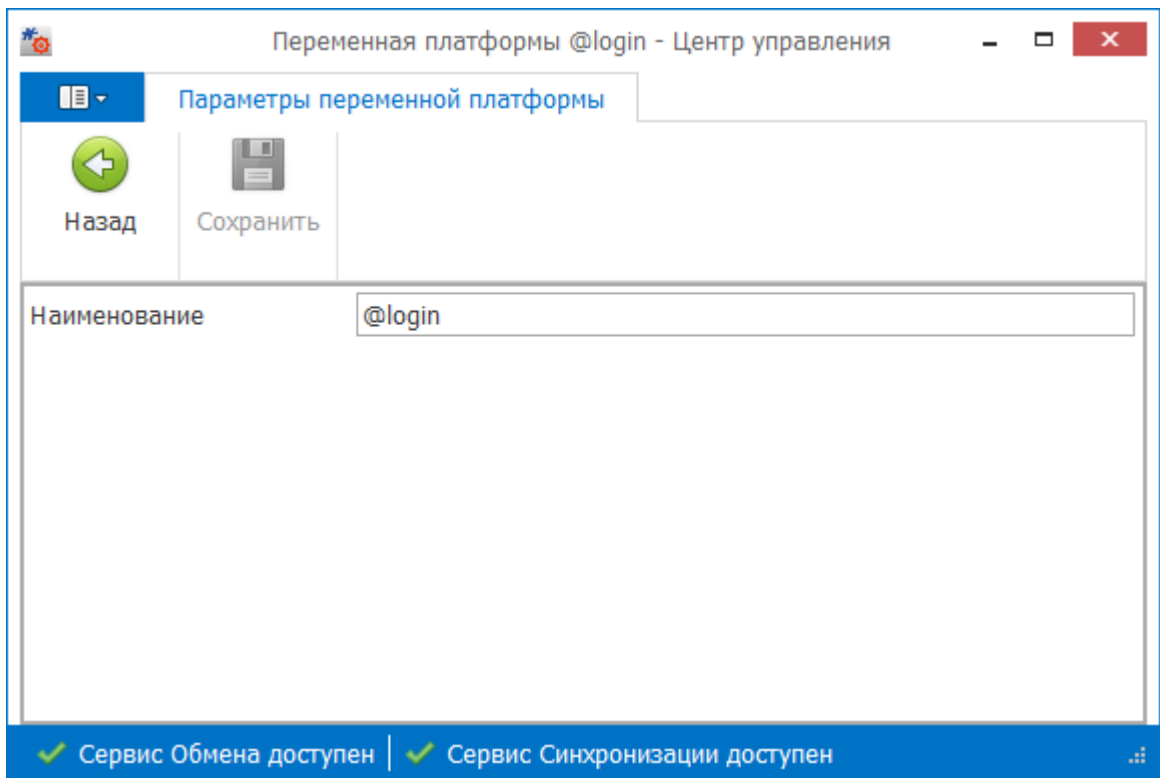 Переменная платформы @login - Центр управления
Параметры переменной платформы
Назад
Сохранить
Наименование
@login
Сервис Обмена доступен
Сервис Синхронизации доступен